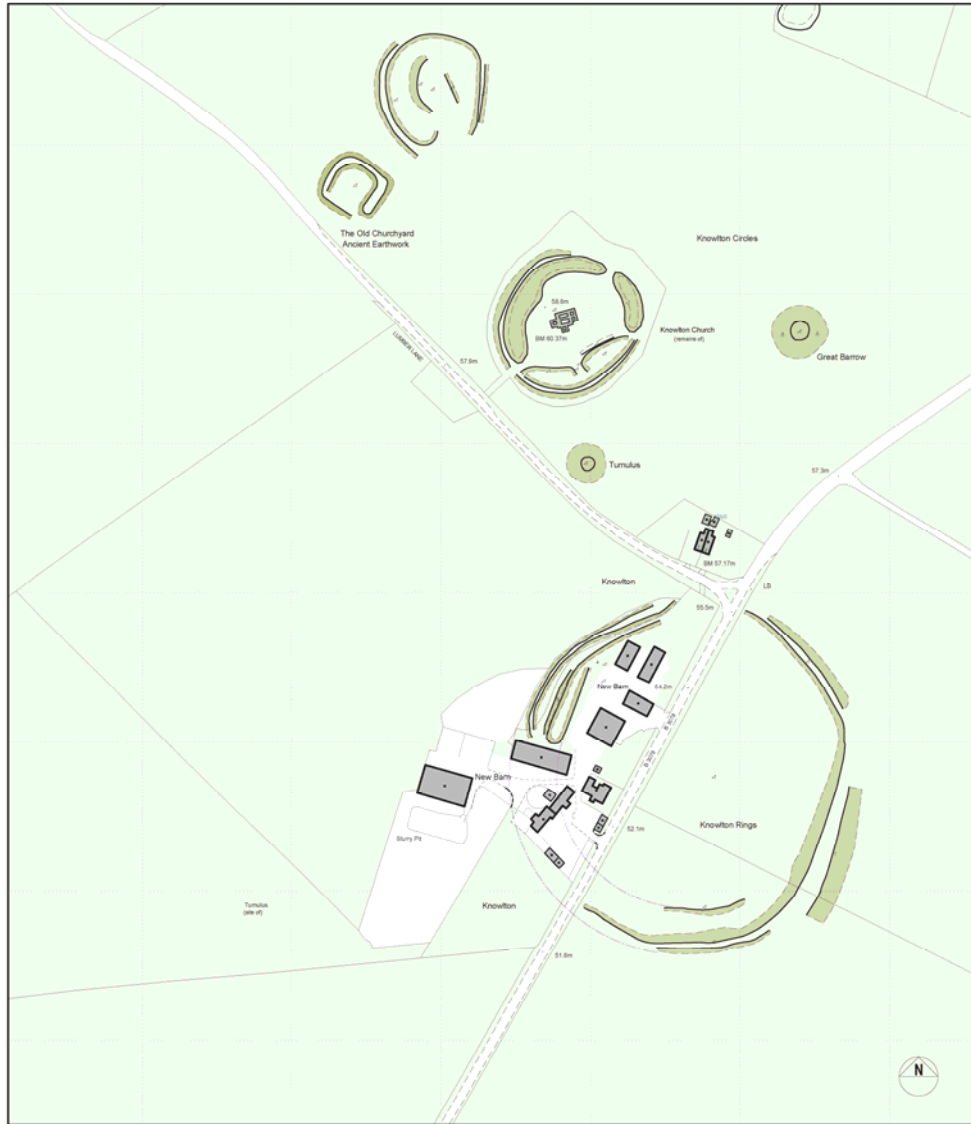 The Old Churchyard
Ancient Earthwork
Knowlton Circles
58.8m
BM 60.37m
Knowlton Church
(remains of)
LUMBER LANE
57.9m
Great Barrow
Tumulus
57.3m
BM 57.17m
Knowlton
LB
55.5m
New Barn
54.2m
B 3078
B 3078
New Barn
Slurry Pit
52.1m
Knowlton Rings
Tumulus
(site of)
Knowlton
51.8m
N